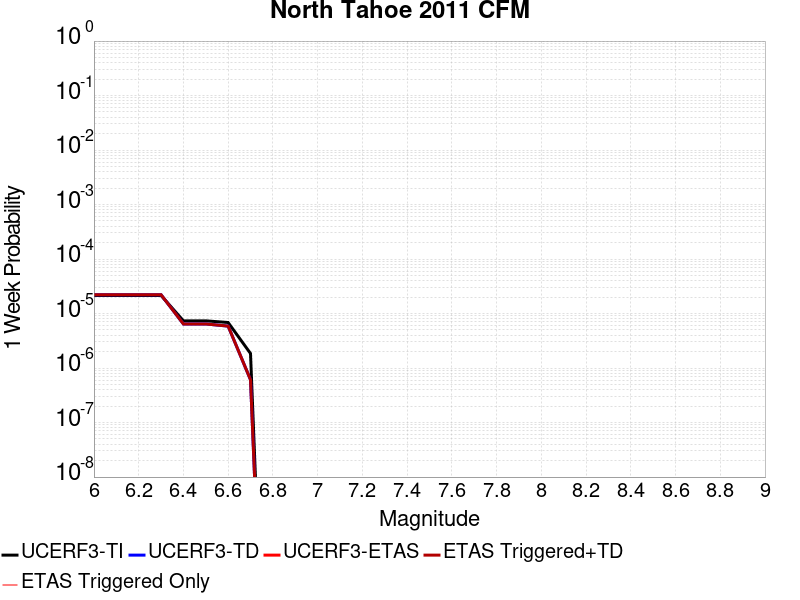 North Tahoe 2011 CFM
1 Week Probability
10^0
10^-1
10^-2
10^-3
10^-4
10^-5
10^-6
10^-7
10^-8
6 6.2 6.4 6.6 6.8 7 7.2 7.4 7.6 7.8 8 8.2 8.4 8.6 8.8 9
Magnitude
UCERF3-TI UCERF3-TD UCERF3-ETAS ETAS Triggered+TD
ETAS Triggered Only